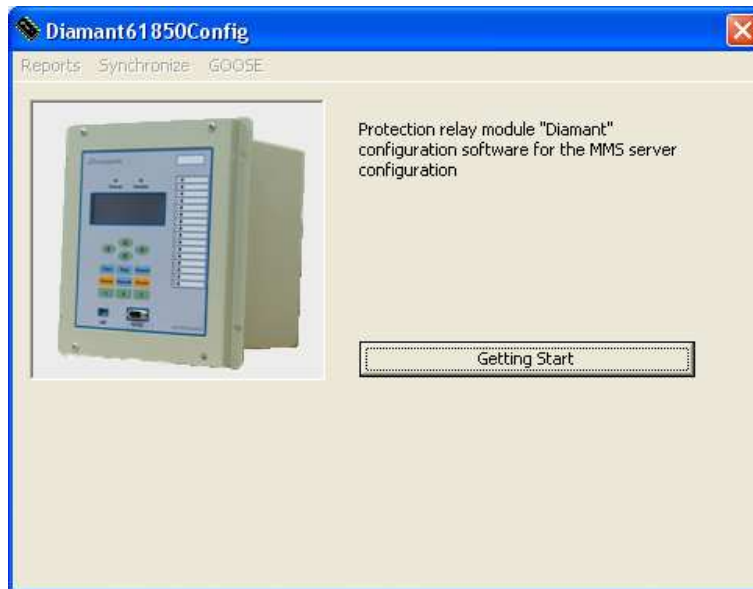 Diamant61850Config
Reports Synchronize GOOSE
Protection relay module "Diamant"
configuration software for the MMS server
configuration
Getting Start